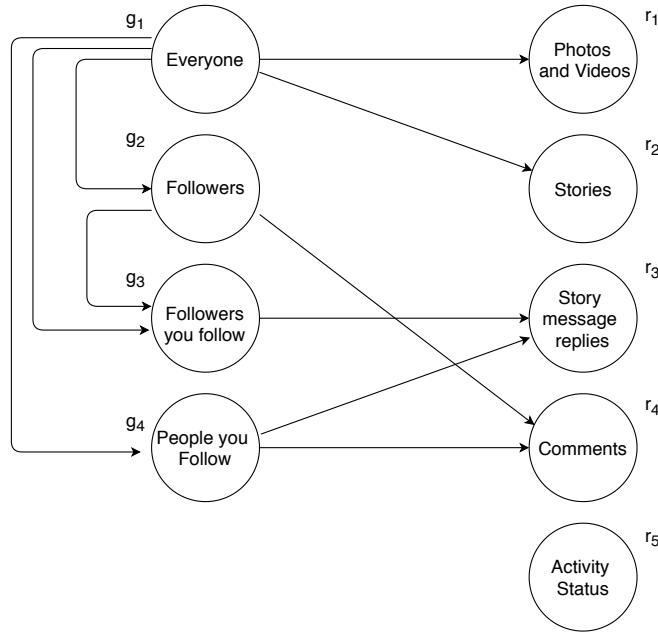 g1
Everyone
r1
Photos
and Videos
g2
Followers
r2
Stories
g3
Followers
you follow
r3
Story
message
replies
g4
People you
Follow
r4
Comments
r5
Activity
Status